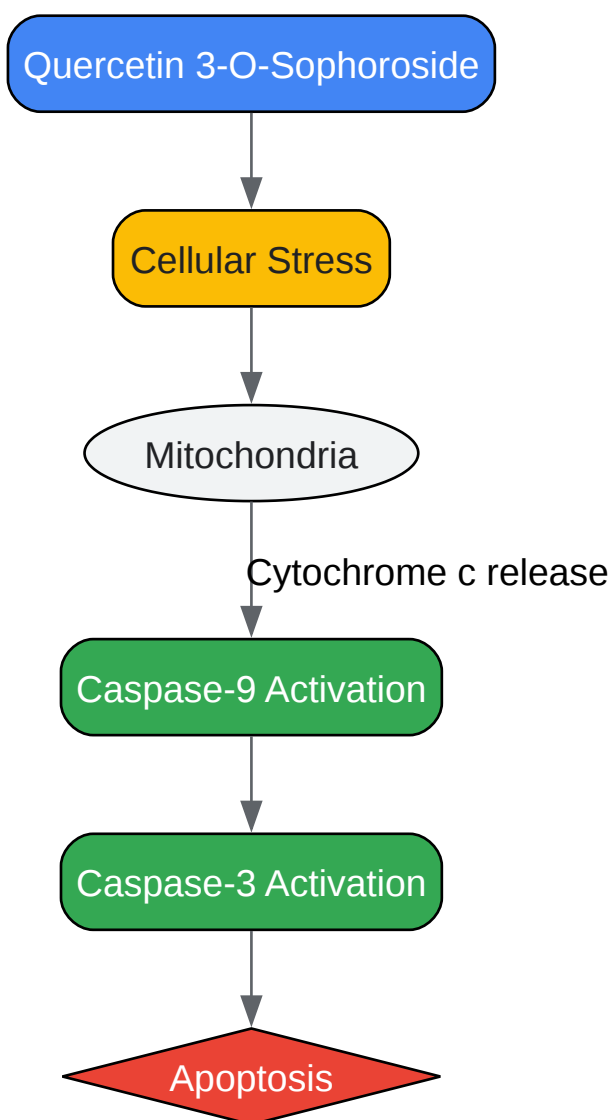 Quercetin 3-O-Sophoroside
Cellular Stress
Mitochondria
Cytochrome c release
Caspase-9 Activation
Caspase-3 Activation
Apoptosis